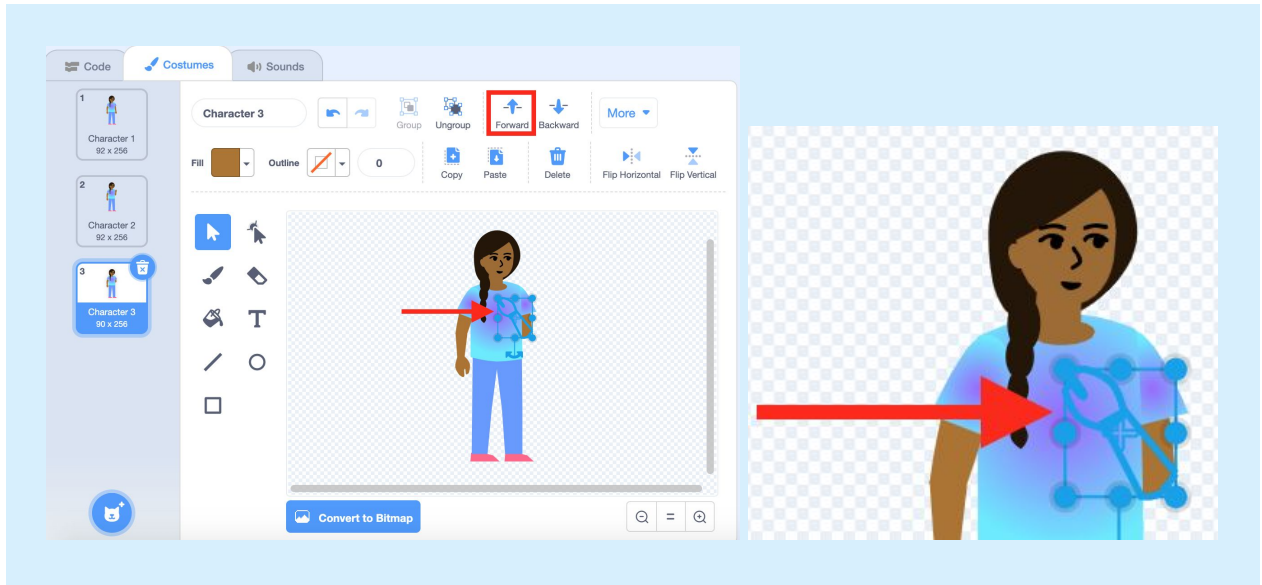 Code
Costumes
Sounds
1
Character 1
92 x 256
2
Character 2
92 x 256
3
Character 3
90 x 256
Character 3
Group
Ungroup
Forward
Backward
More
Fill
Outline
0
Copy
Paste
Delete
Flip Horizontal
Flip Vertical
T
Convert to Bitmap
=